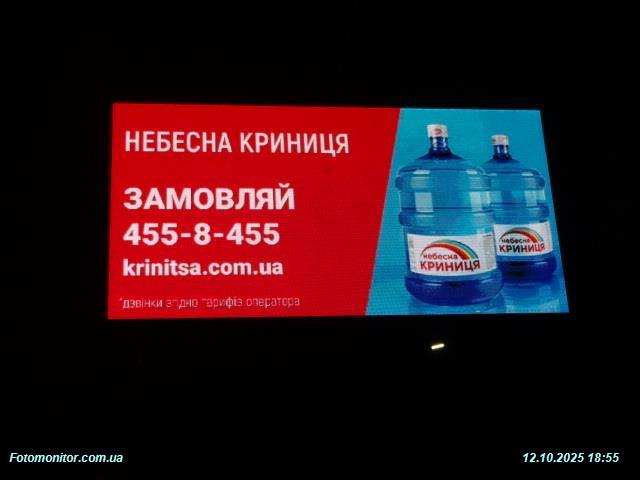 НЕБЕСНА КРИНИЦЯ
ЗАМОВЛЯЙ
455-8-455
krinitsa.com.ua
*дзвінки згідно тарифів оператора
небесна
КРИНИЦЯ
небесна
КРИНИЦЯ
Fotomonitor.com.ua
12.10.2025 18:55